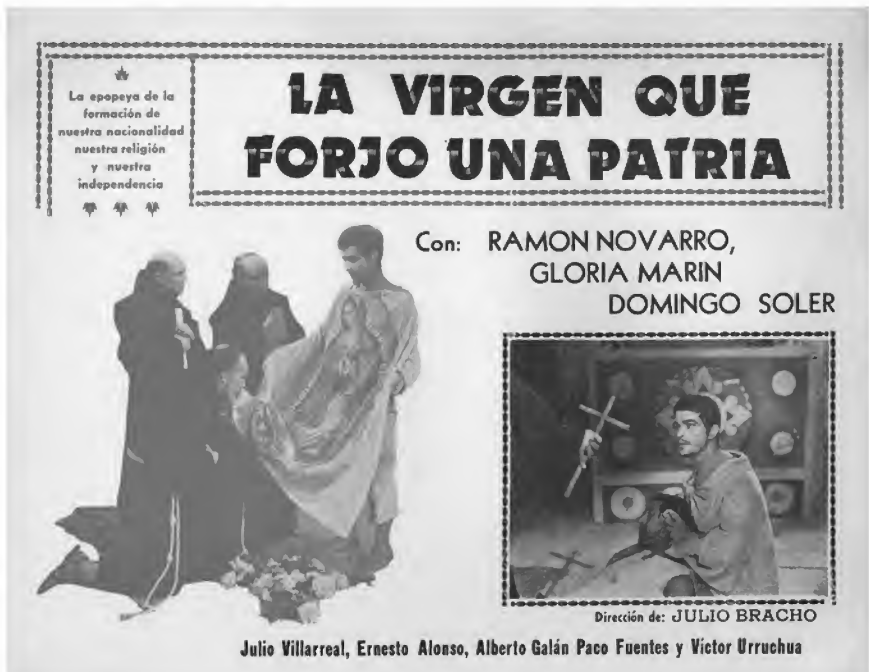 La epopeya de la
formación de
nuestra nacionalidad
nuestra religión
y nuestra
independencia
LA VIRGEN QUE
FORJO UNA PATRIA
Con: RAMON NOVARRO,
GLORIA MARIN
DOMINGO SOLER
Dirección de: JULIO BRACHO
Julio Villarreal, Ernesto Alonso, Alberto Galán Paco Fuentes y Víctor Urruchua